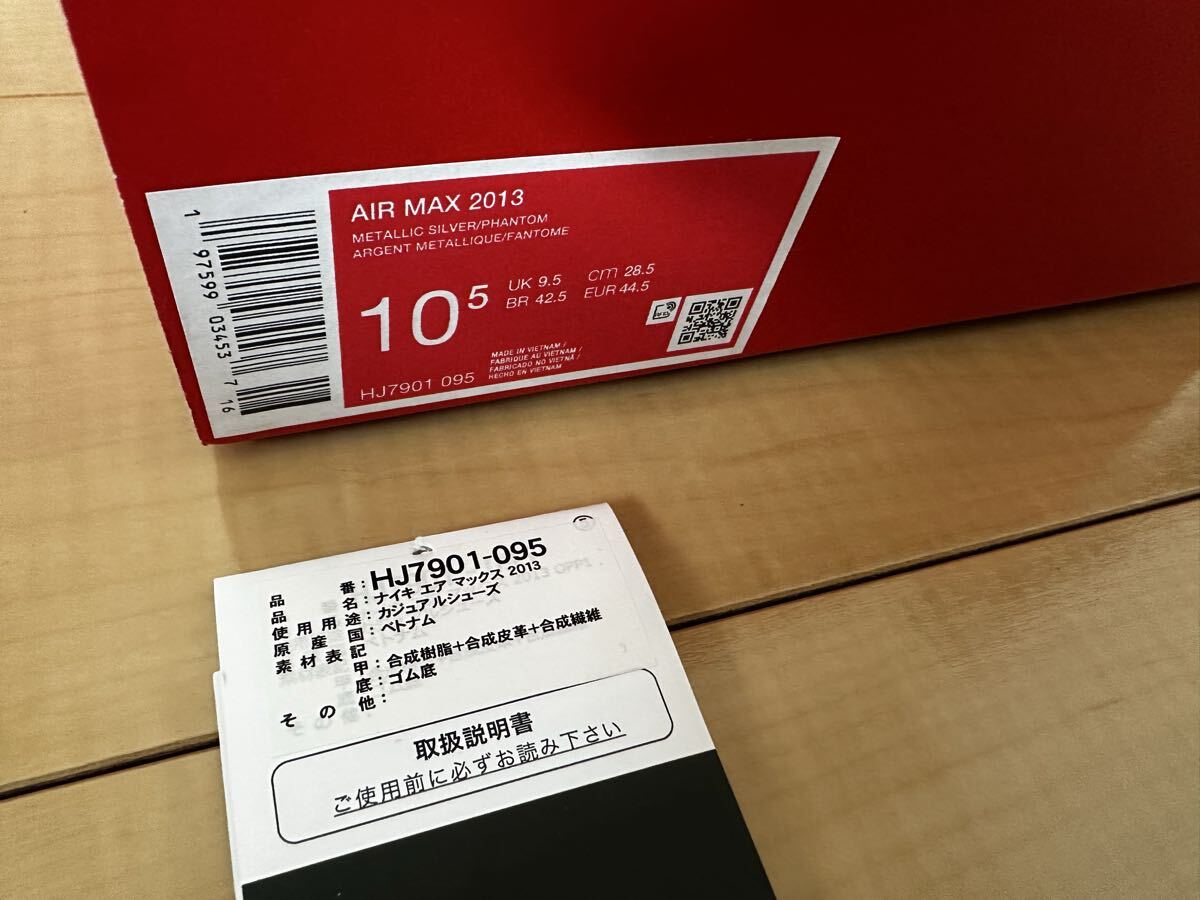 AIR MAX 2013
METALLIC SILVER/PHANTOM
ARGENT METALLIQUE/FANTOME
10 5
UK 9.5 cm 28.5
BR 42.5 EUR 44.5
MADE IN VIETNAM /
FABRIQUE AU VIETNAM /
FABRICADO NO VIETNÃ /
HECHO EN VIETNAM
HJ7901 095
1 97599 03453 7 16
品番:HJ7901-095
品名:ナイキ エア マックス 2013
使用用途:カジュアルシューズ
原産国:ベトナム
素材表記
甲:合成樹脂+合成皮革+合成繊維
底:ゴム底
その他:
取扱説明書
ご使用前に必ずお読み下さい